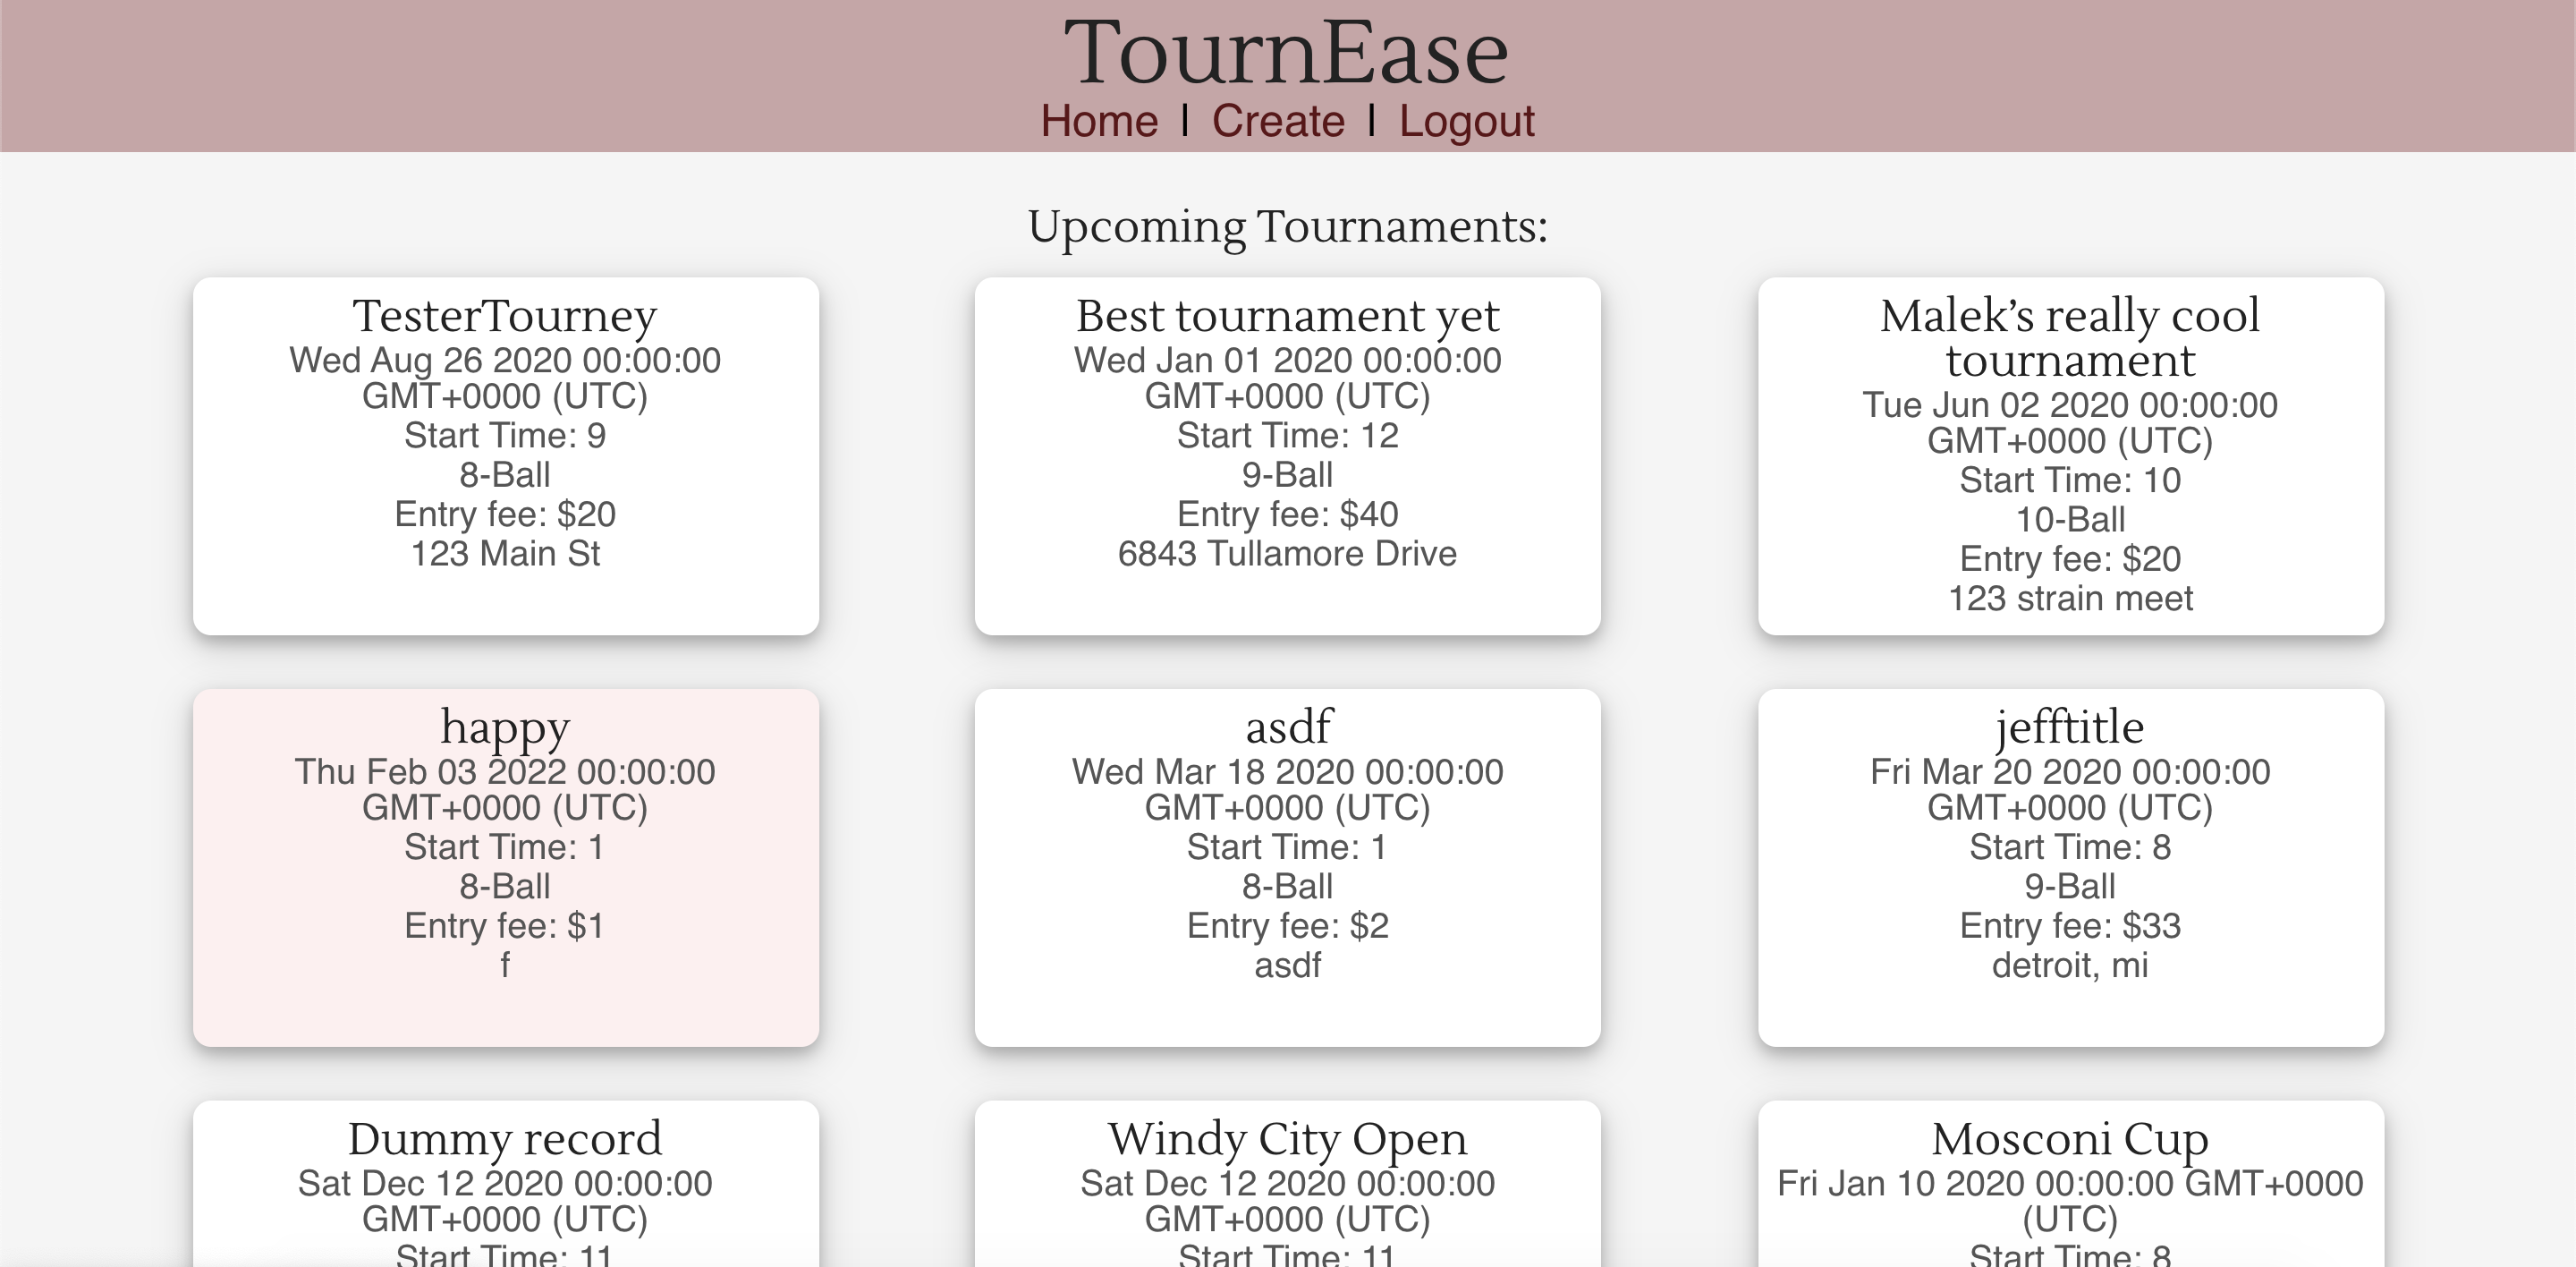 TournEase
Home | Create | Logout
Upcoming Tournaments:
TesterTourney
Wed Aug 26 2020 00:00:00
GMT+0000 (UTC)
Start Time: 9
8-Ball
Entry fee: $20
123 Main St
Best tournament yet
Wed Jan 01 2020 00:00:00
GMT+0000 (UTC)
Start Time: 12
9-Ball
Entry fee: $40
6843 Tullamore Drive
Malek's really cool
tournament
Tue Jun 02 2020 00:00:00
GMT+0000 (UTC)
Start Time: 10
10-Ball
Entry fee: $20
123 strain meet
happy
Thu Feb 03 2022 00:00:00
GMT+0000 (UTC)
Start Time: 1
8-Ball
Entry fee: $1
f
asdf
Wed Mar 18 2020 00:00:00
GMT+0000 (UTC)
Start Time: 1
8-Ball
Entry fee: $2
asdf
jefftitle
Fri Mar 20 2020 00:00:00
GMT+0000 (UTC)
Start Time: 8
9-Ball
Entry fee: $33
detroit, mi
Dummy record
Sat Dec 12 2020 00:00:00
GMT+0000 (UTC)
Start Time: 11
Windy City Open
Sat Dec 12 2020 00:00:00
GMT+0000 (UTC)
Start Time: 11
Mosconi Cup
Fri Jan 10 2020 00:00:00 GMT+0000
(UTC)
Start Time: 8